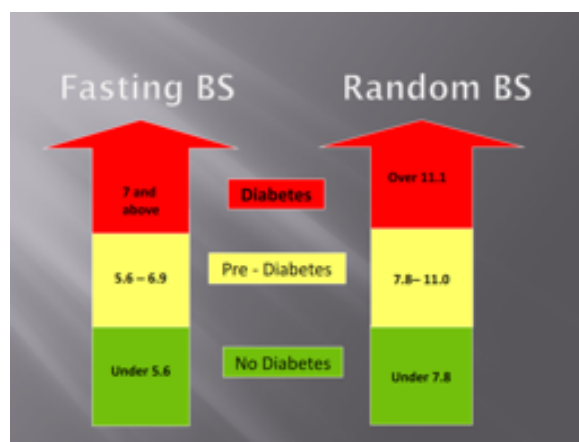 Fasting BS
Random BS
7 and
above
Diabetes
Over 11.1
5.6 – 6.9
Pre - Diabetes
7.8– 11.0
Under 5.6
No Diabetes
Under 7.8